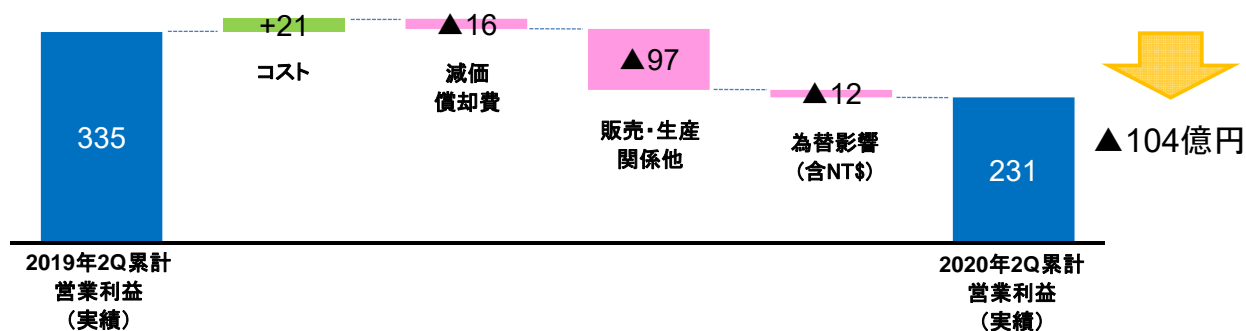 +21
▲16
コスト
減価
償却費
▲97
▲12
335
販売・生産
関係他
為替影響
(含NT$)
231
▲104億円
2019年2Q累計
営業利益
(実績)
2020年2Q累計
営業利益
(実績)